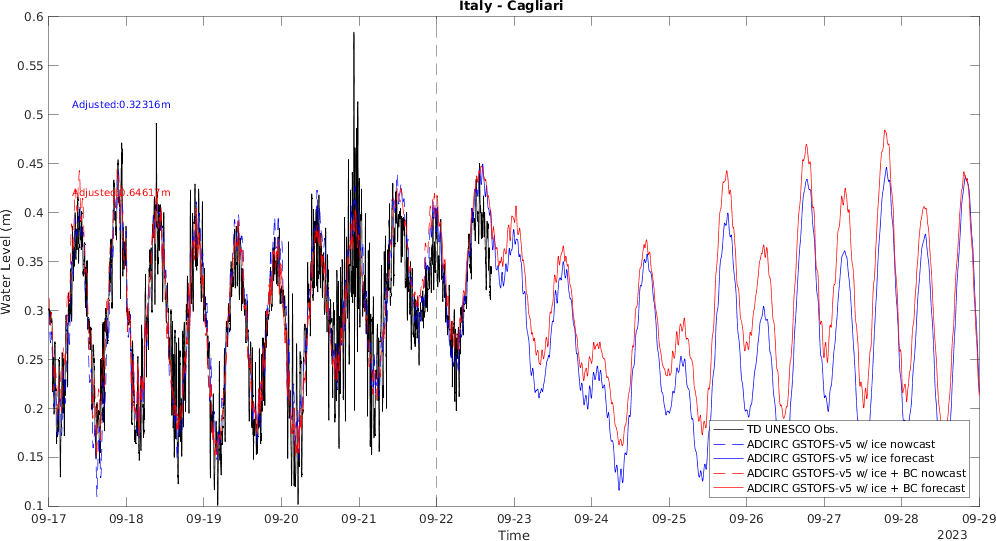 Italy - Cagliari
0.6
0.55
0.5
0.45
0.4
0.35
0.3
0.25
0.2
0.15
0.1
Water Level (m)
Adjusted:0.32316m
Adjusted:0.64617m
TD UNESCO Obs.
ADCIRC GSTOFS-v5 w/ ice nowcast
ADCIRC GSTOFS-v5 w/ ice forecast
ADCIRC GSTOFS-v5 w/ ice + BC nowcast
ADCIRC GSTOFS-v5 w/ ice + BC forecast
09-17 09-18 09-19 09-20 09-21 09-22 09-23 09-24 09-25 09-26 09-27 09-28 09-29
Time
2023